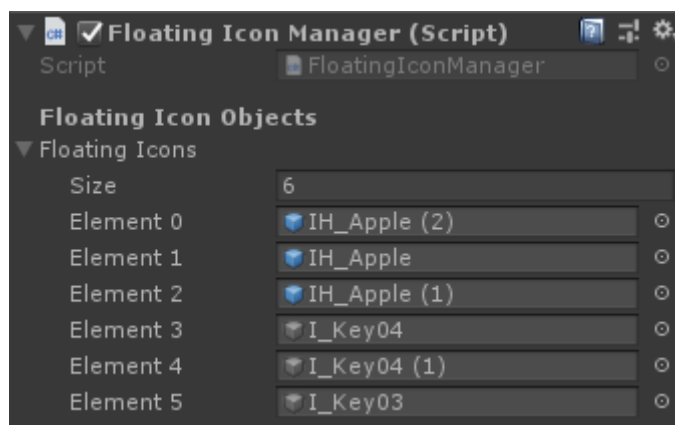 Floating Icon Manager (Script)
Script FloatingIconManager
Floating Icon Objects
Floating Icons
Size 6
Element 0 IH_Apple (2)
Element 1 IH_Apple
Element 2 IH_Apple (1)
Element 3 I_Key04
Element 4 I_Key04 (1)
Element 5 I_Key03